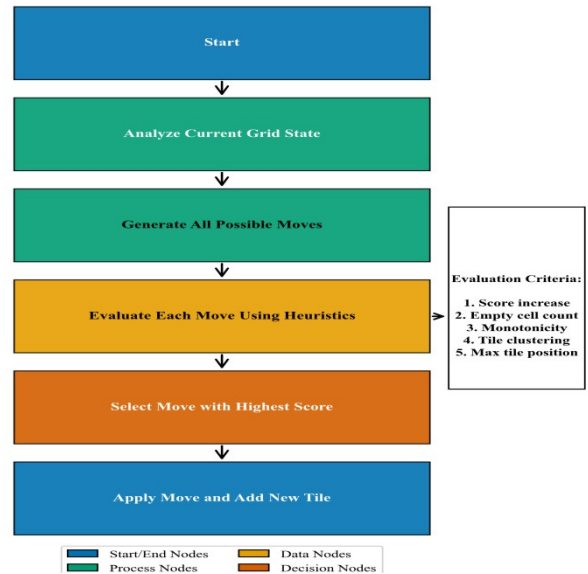 Start
Analyze Current Grid State
Generate All Possible Moves
Evaluate Each Move Using Heuristics
Evaluation Criteria:
1. Score increase
2. Empty cell count
3. Monotonicity
4. Tile clustering
5. Max tile position
Select Move with Highest Score
Apply Move and Add New Tile
Start/End Nodes
Data Nodes
Process Nodes
Decision Nodes